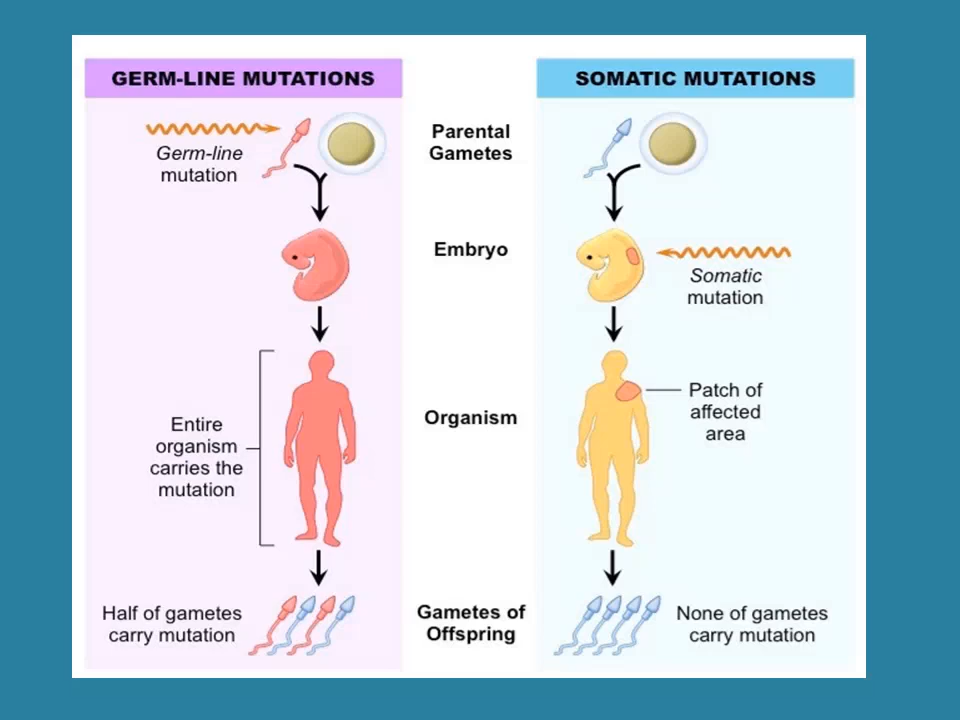 GERM-LINE MUTATIONS
SOMATIC MUTATIONS
Parental
Gametes
Germ-line
mutation
Embryo
Somatic
mutation
Organism
Entire
organism
carries the
mutation
Patch of
affected
area
Half of gametes
carry mutation
Gametes of
Offspring
None of gametes
carry mutation